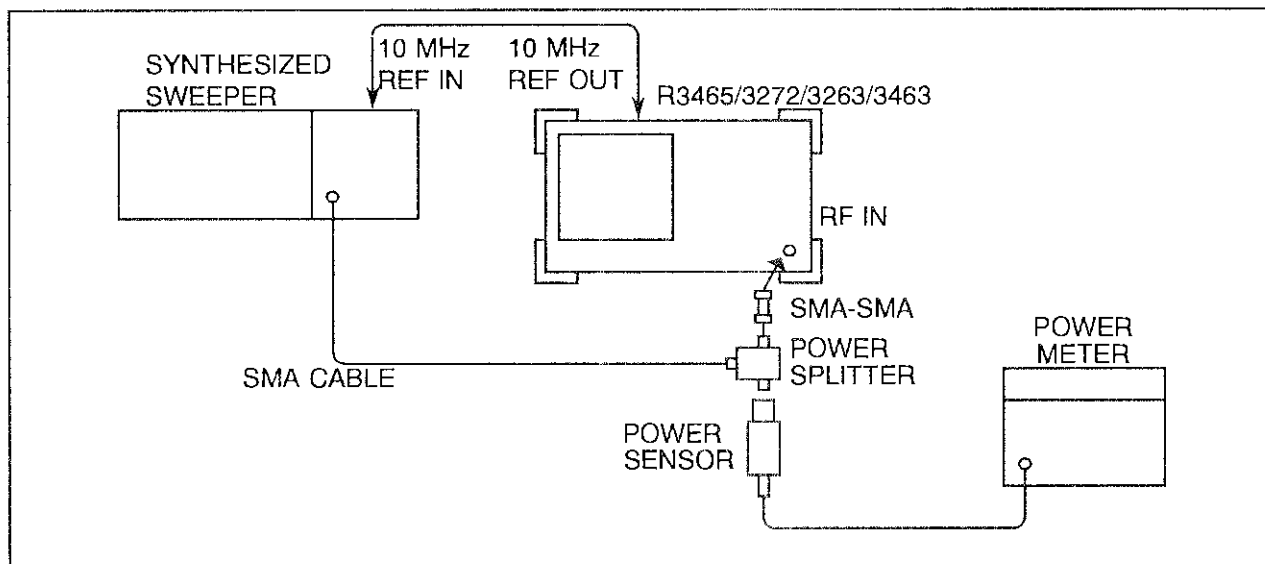 10 MHz
REF IN
10 MHz
REF OUT
SYNTHESIZED
SWEEPER
R3465/3272/3263/3463
RF IN
SMA-SMA
POWER
SPLITTER
POWER
METER
SMA CABLE
POWER
SENSOR